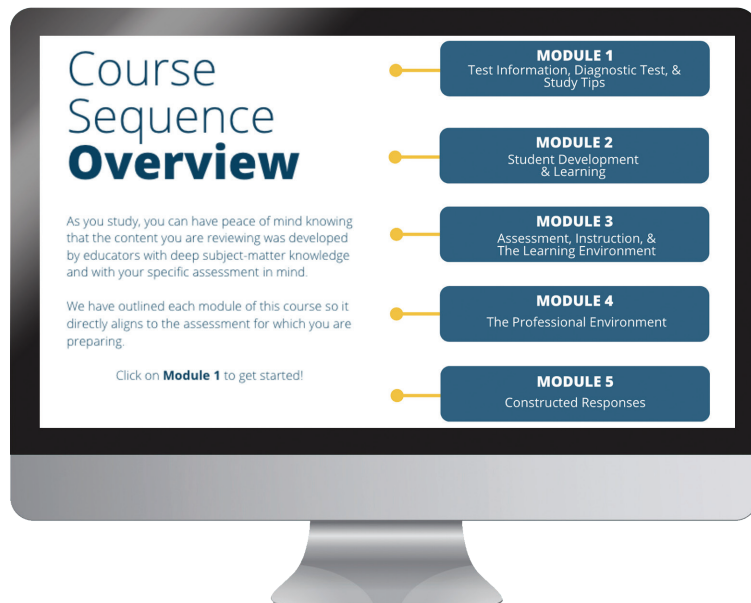 Course
Sequence
Overview
As you study, you can have peace of mind knowing
that the content you are reviewing was developed
by educators with deep subject-matter knowledge
and with your specific assessment in mind.
We have outlined each module of this course so it
directly aligns to the assessment for which you are
preparing.
Click on Module 1 to get started!
MODULE 1
Test Information, Diagnostic Test, &
Study Tips
MODULE 2
Student Development
& Learning
MODULE 3
Assessment, Instruction, &
The Learning Environment
MODULE 4
The Professional Environment
MODULE 5
Constructed Responses